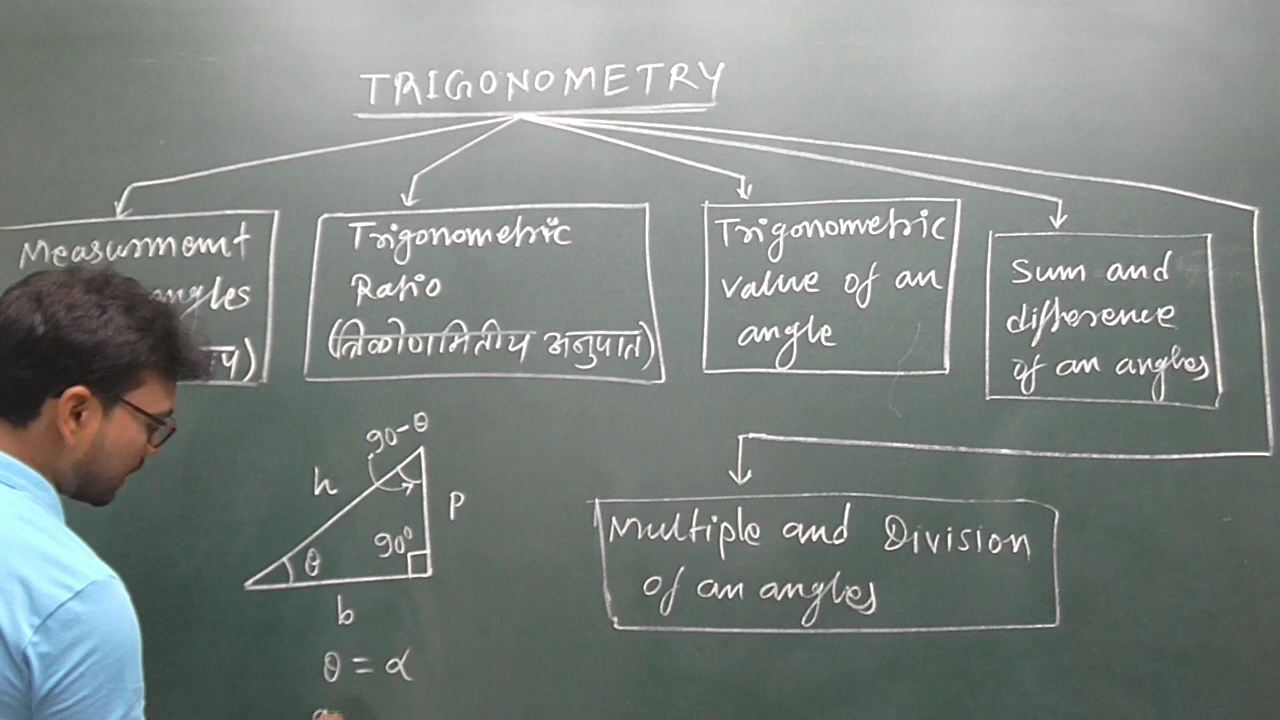 TRIGONOMETRY
Measurmemt
angles
Trigonometric
Ratio
(त्रिकोणमितीय अनुपात)
Trigonometric
value of an
angle
Sum and
difference
of an angles
Multiple and Division
of an angles
90-θ
h
p
90°
θ
b
θ = α